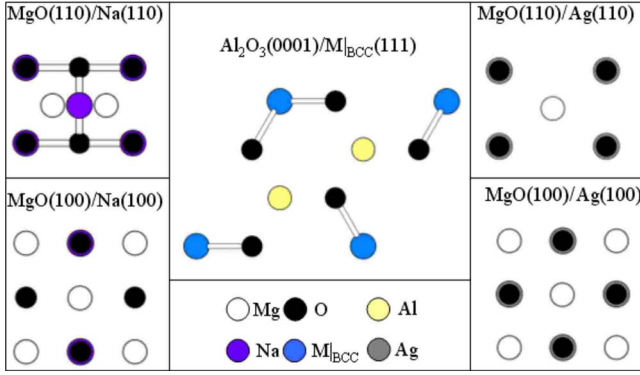 MgO(110)/Na(110)
Al₂O₃(0001)/M|BCC(111)
MgO(110)/Ag(110)
MgO(100)/Na(100)
MgO(100)/Ag(100)
Mg O Al
Na M|BCC Ag